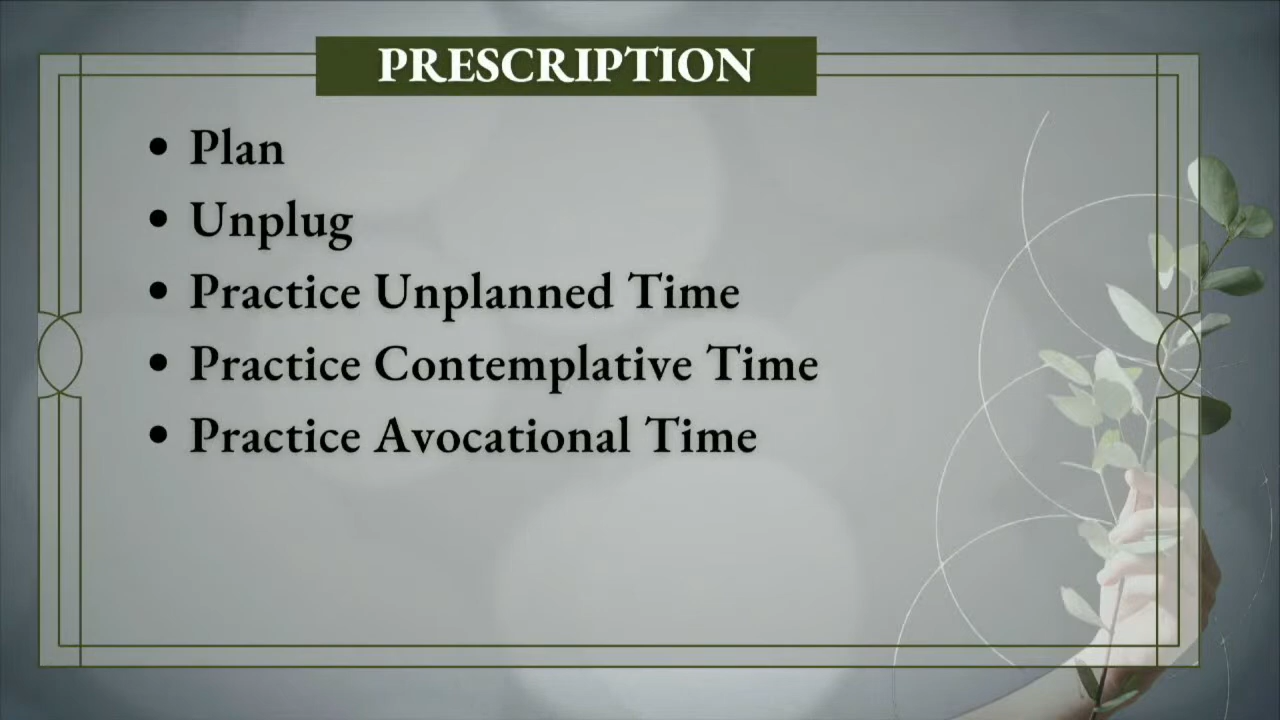 PRESCRIPTION
• Plan
• Unplug
• Practice Unplanned Time
• Practice Contemplative Time
• Practice Avocational Time